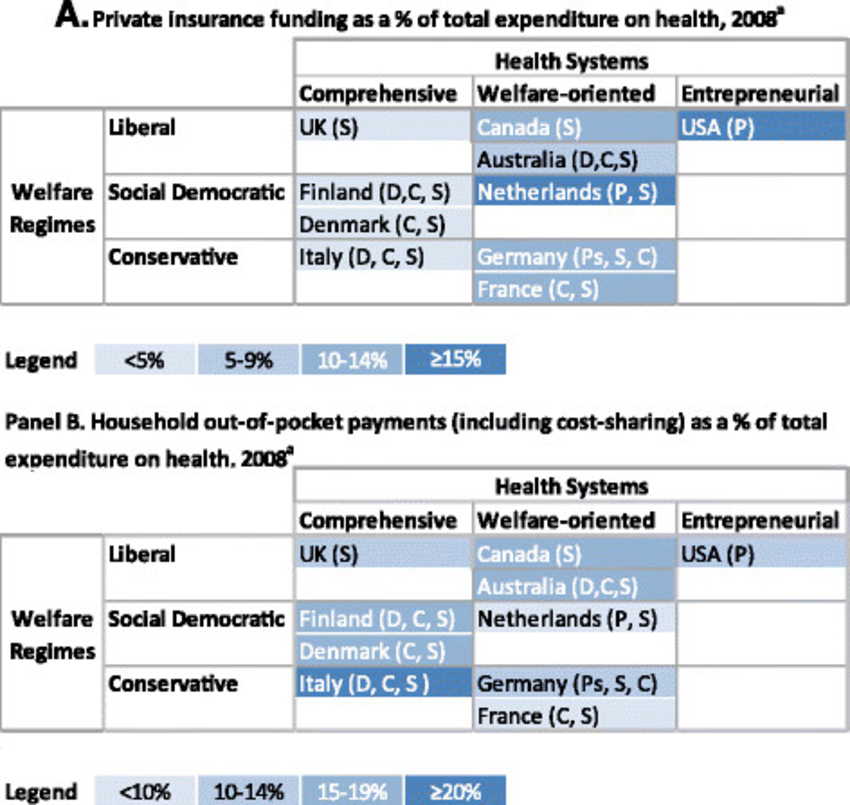 A. Private insurance funding as a % of total expenditure on health, 2008a
Health Systems
Comprehensive Welfare-oriented Entrepreneurial
Liberal UK (S) Canada (S) USA (P)
Australia (D,C,S)
Welfare Social Democratic Finland (D,C, S) Netherlands (P, S)
Regimes Denmark (C, S)
Conservative Italy (D, C, S) Germany (Ps, S, C)
France (C, S)
Legend <5% 5-9% 10-14% ≥15%
Panel B. Household out-of-pocket payments (including cost-sharing) as a % of total
expenditure on health. 2008a
Health Systems
Comprehensive Welfare-oriented Entrepreneurial
Liberal UK (S) Canada (S) USA (P)
Australia (D,C,S)
Welfare Social Democratic Finland (D, C, S) Netherlands (P, S)
Regimes Denmark (C, S)
Conservative Italy (D, C, S ) Germany (Ps, S, C)
France (C, S)
Legend <10% 10-14% 15-19% ≥20%